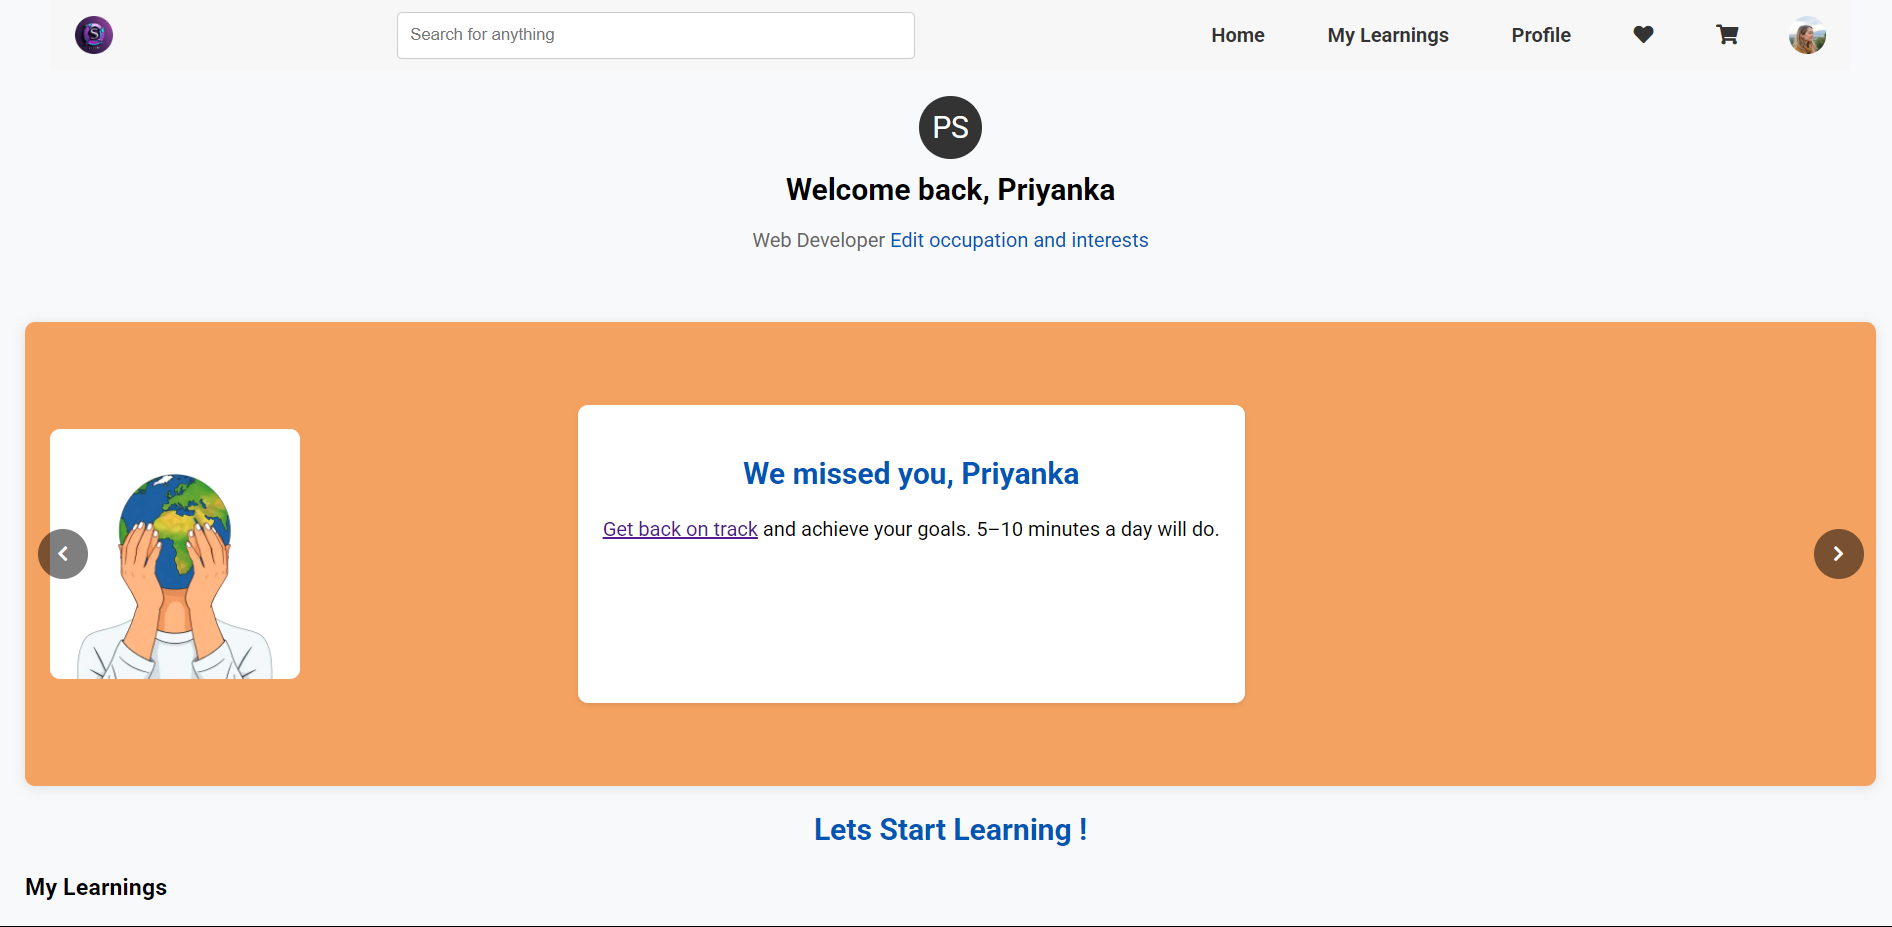 S
Search for anything
Home
My Learnings
Profile
PS
Welcome back, Priyanka
Web Developer Edit occupation and interests
We missed you, Priyanka
Get back on track and achieve your goals. 5–10 minutes a day will do.
Lets Start Learning !
My Learnings